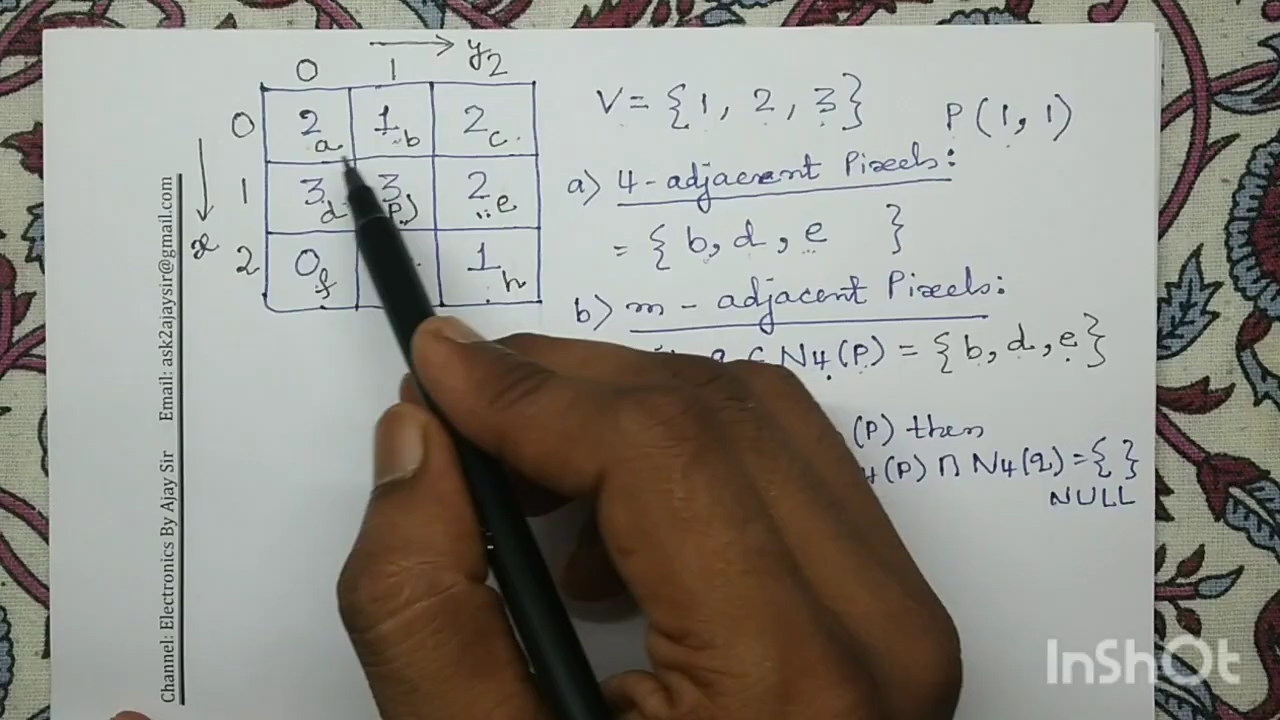 → y
0 1 2
0 2 a 1 b 2 c
1 3 d 3 (P) 2 e
x
2 0 f 1 h
V = {1, 2, 3} P(1, 1)
a) 4-adjacent Pixels:
= {b, d, e }
b) m - adjacent Pixels:
N4(P) = {b, d, e}
(P) then
4(P) ∩ N4(q) = { }
NULL
Channel: Electronics By Ajay Sir Email: ask2ajaysir@gmail.com
InShOt